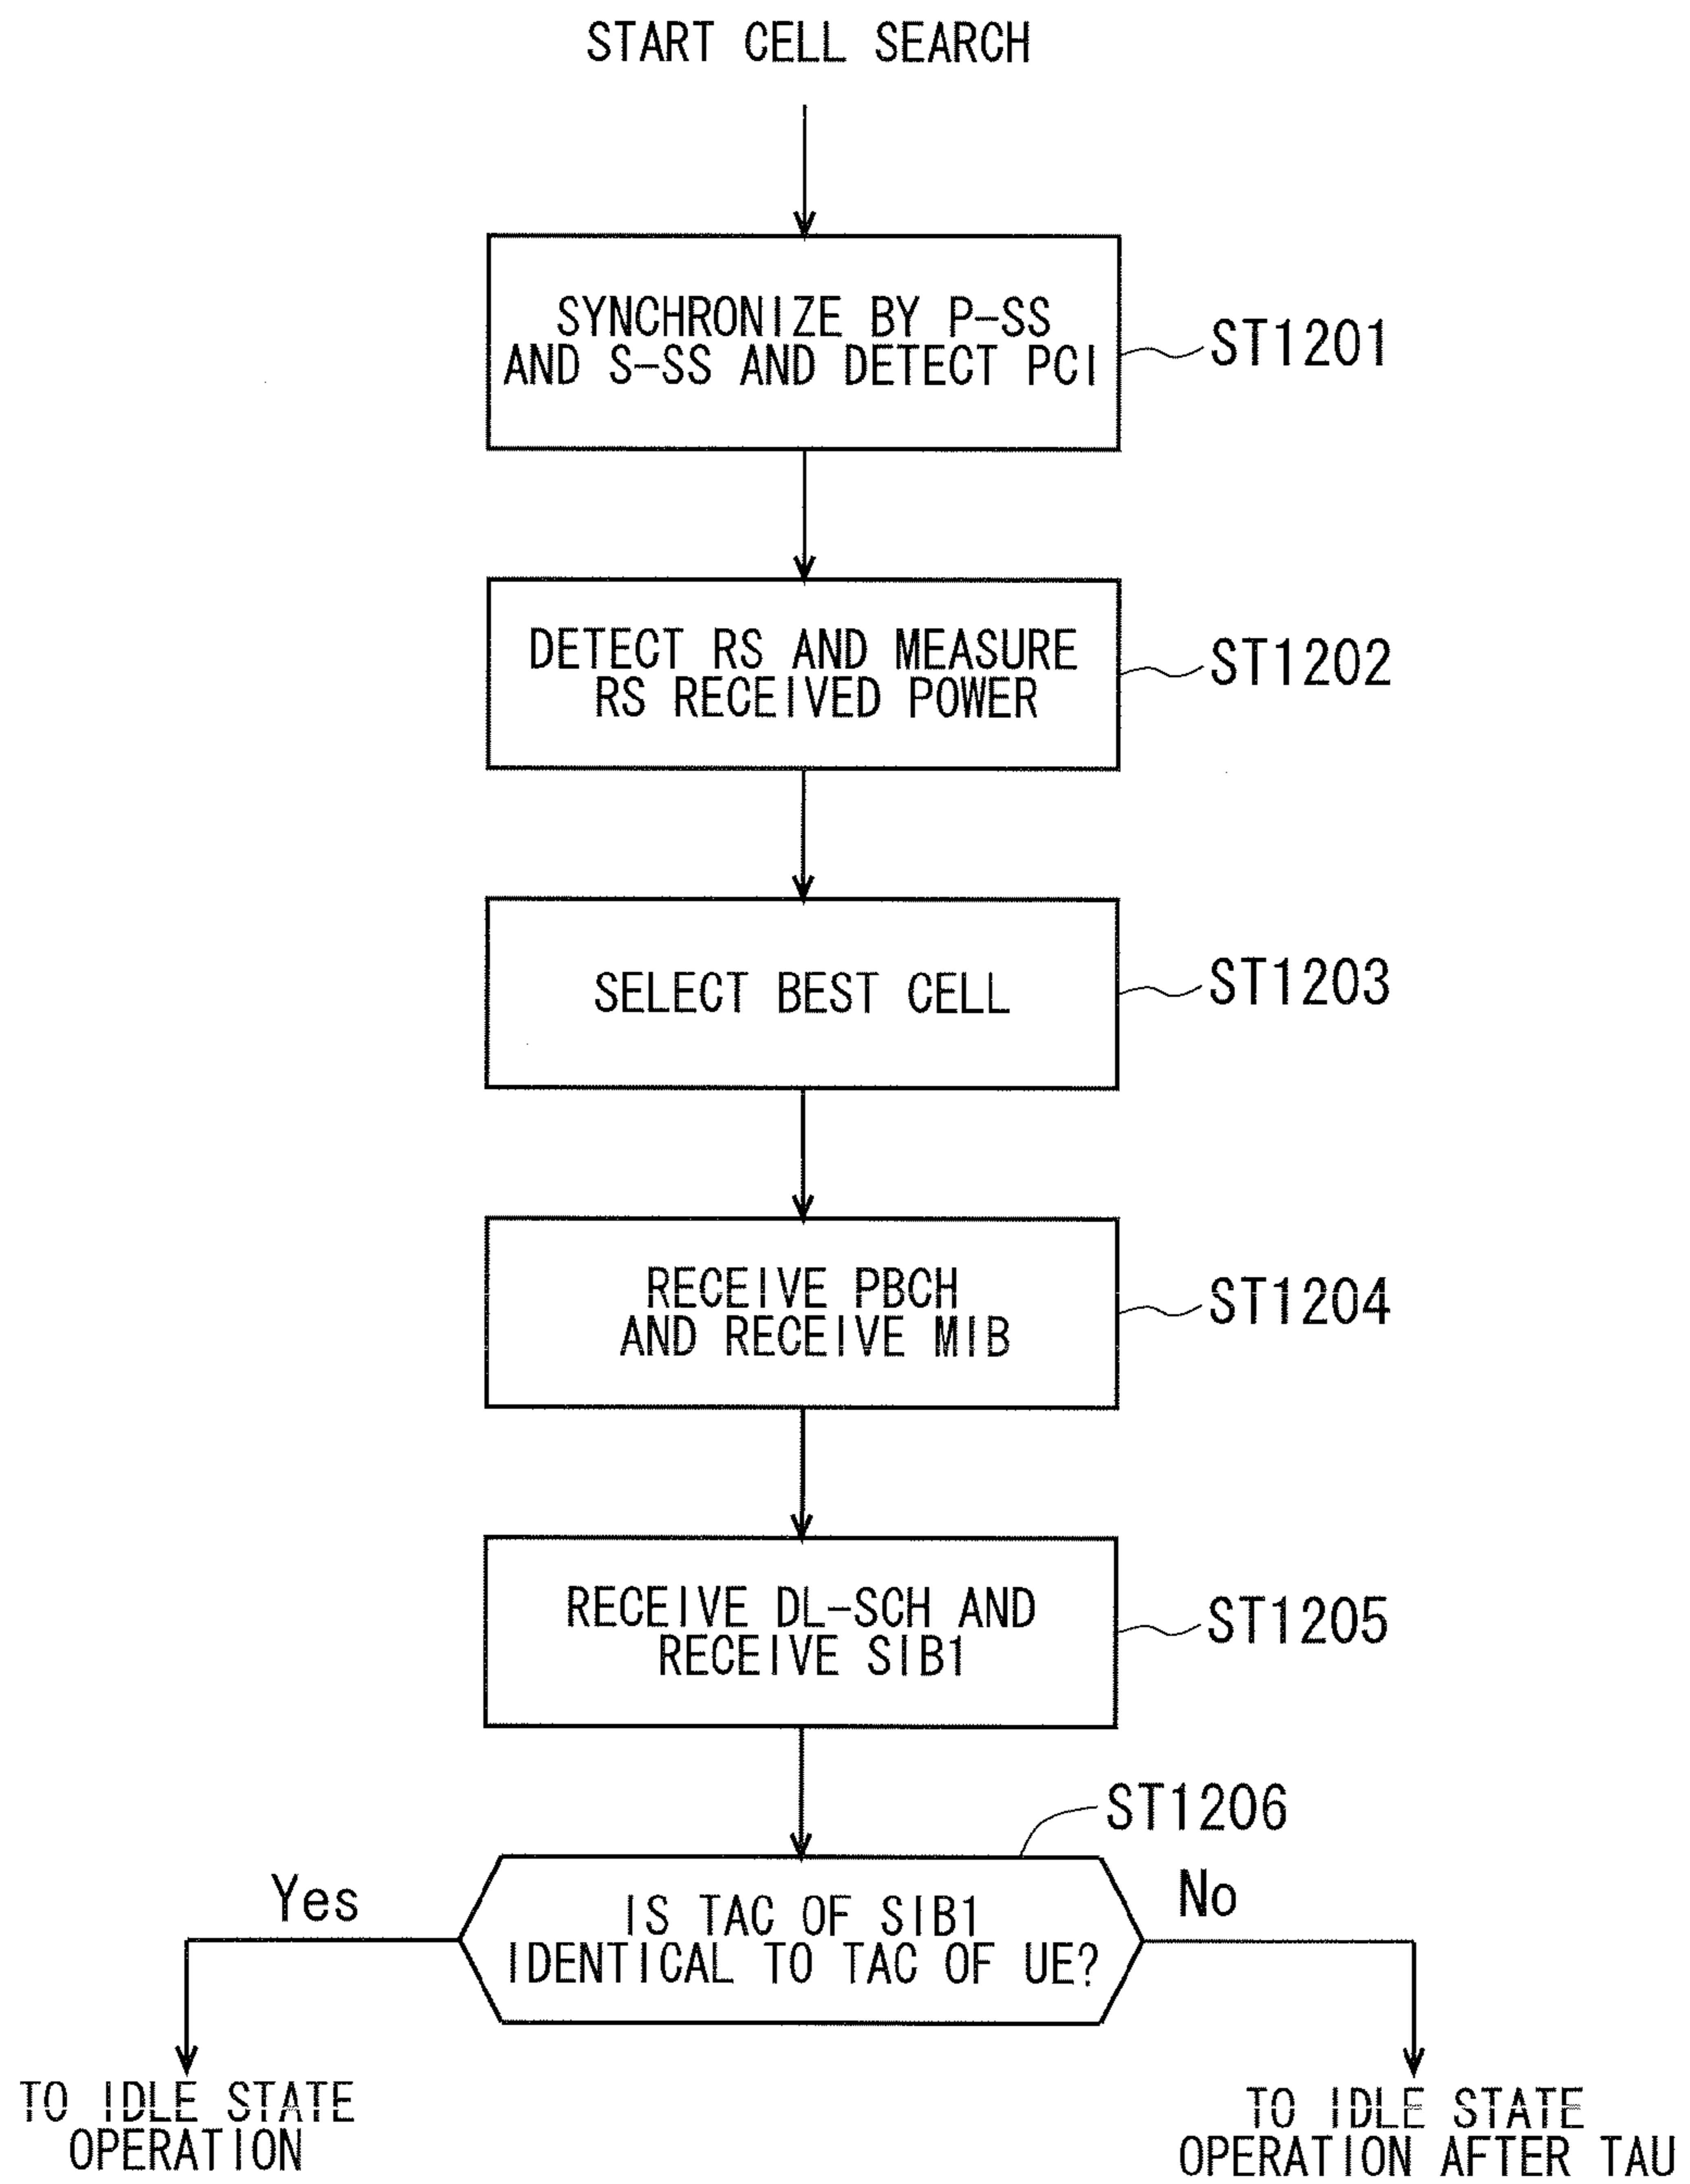 START CELL SEARCH
SYNCHRONIZE BY P-SS
AND S-SS AND DETECT PCI
ST1201
DETECT RS AND MEASURE
RS RECEIVED POWER
ST1202
SELECT BEST CELL
ST1203
RECEIVE PBCH
AND RECEIVE MIB
ST1204
RECEIVE DL-SCH AND
RECEIVE SIB1
ST1205
ST1206
Yes
IS TAC OF SIB1
IDENTICAL TO TAC OF UE?
No
TO IDLE STATE
OPERATION
TO IDLE STATE
OPERATION AFTER TAU